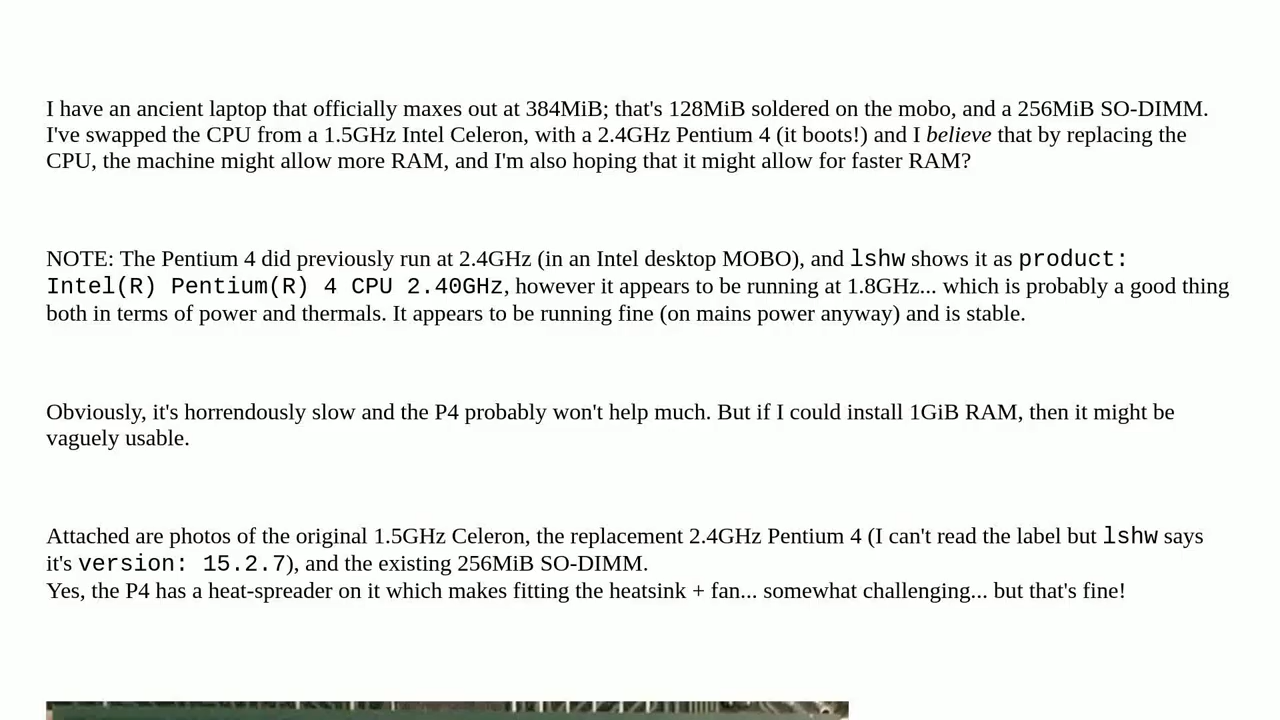 I have an ancient laptop that officially maxes out at 384MiB; that's 128MiB soldered on the mobo, and a 256MiB SO-DIMM.
I've swapped the CPU from a 1.5GHz Intel Celeron, with a 2.4GHz Pentium 4 (it boots!) and I believe that by replacing the
CPU, the machine might allow more RAM, and I'm also hoping that it might allow for faster RAM?
NOTE: The Pentium 4 did previously run at 2.4GHz (in an Intel desktop MOBO), and lshw shows it as product:
Intel(R) Pentium(R) 4 CPU 2.40GHz, however it appears to be running at 1.8GHz... which is probably a good thing
both in terms of power and thermals. It appears to be running fine (on mains power anyway) and is stable.
Obviously, it's horrendously slow and the P4 probably won't help much. But if I could install 1GiB RAM, then it might be
vaguely usable.
Attached are photos of the original 1.5GHz Celeron, the replacement 2.4GHz Pentium 4 (I can't read the label but lshw says
it's version: 15.2.7), and the existing 256MiB SO-DIMM.
Yes, the P4 has a heat-spreader on it which makes fitting the heatsink + fan... somewhat challenging... but that's fine!